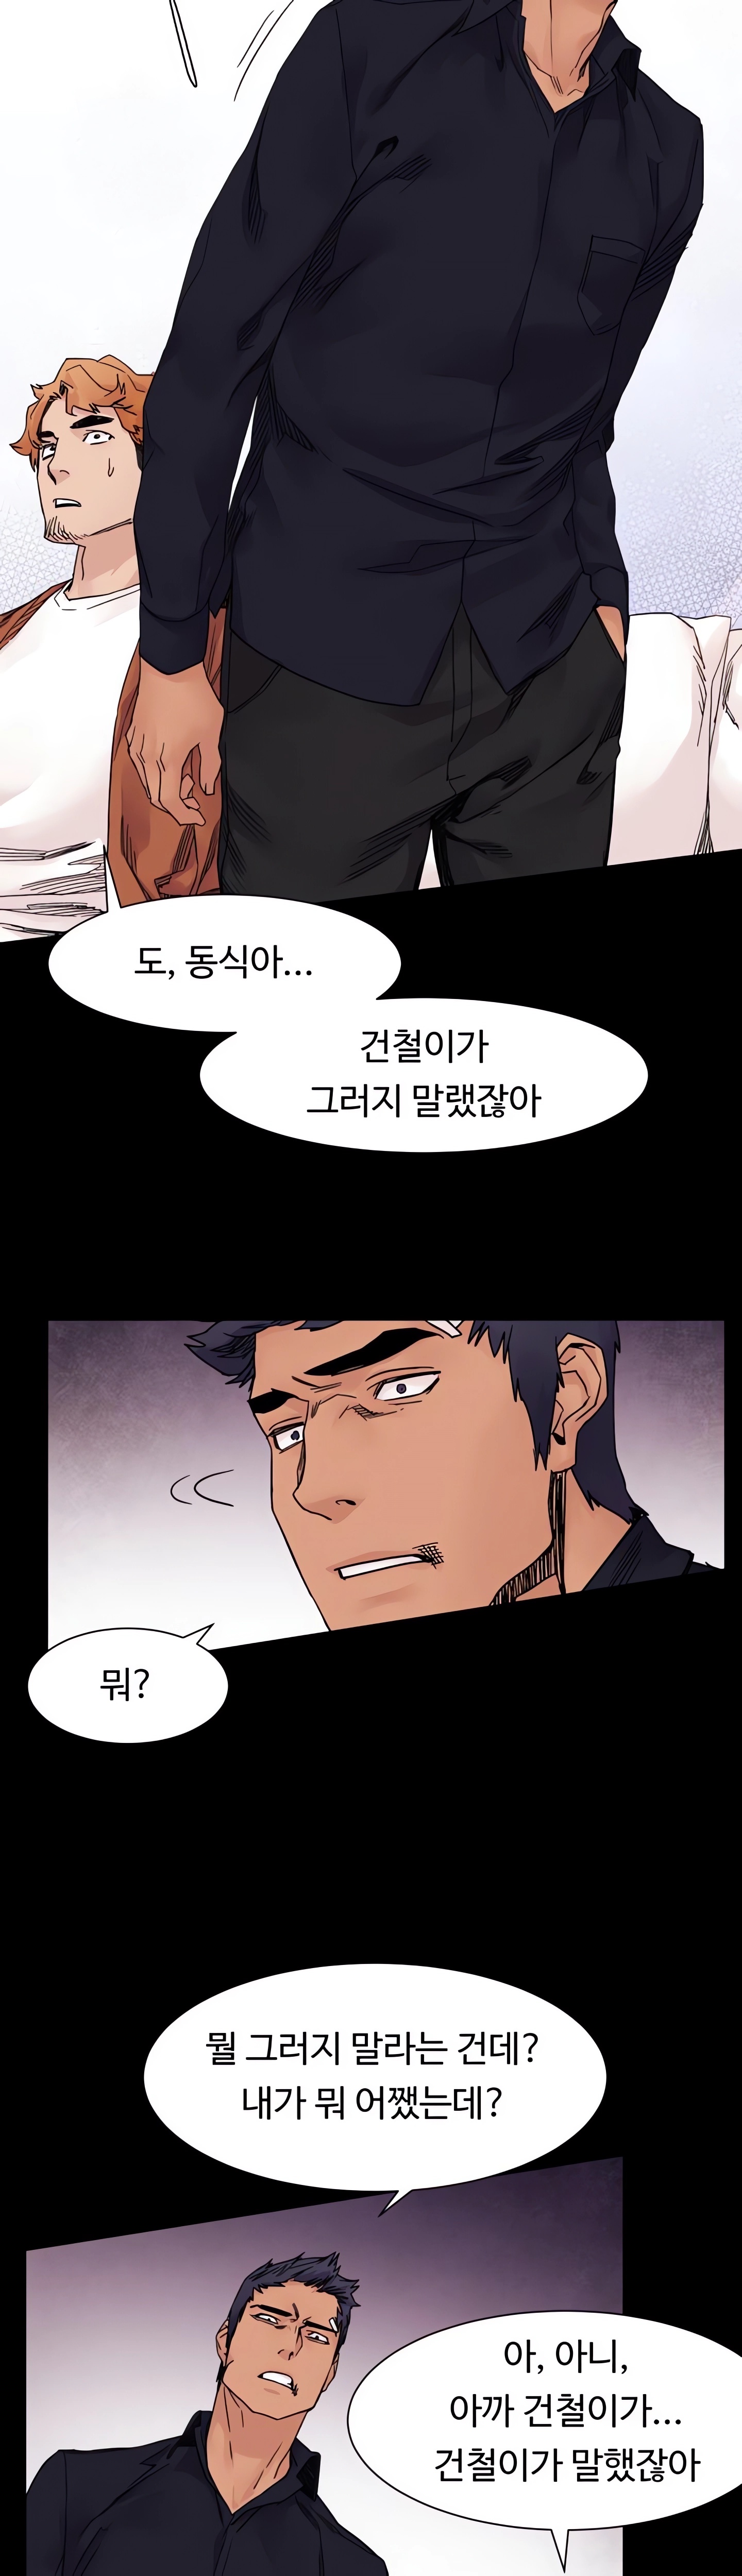 도, 동식아...
건철이가
그러지 말랬잖아
뭐?
뭘 그러지 말라는 건데?
내가 뭐 어쨌는데?
아, 아니,
아까 건철이가...
건철이가 말했잖아